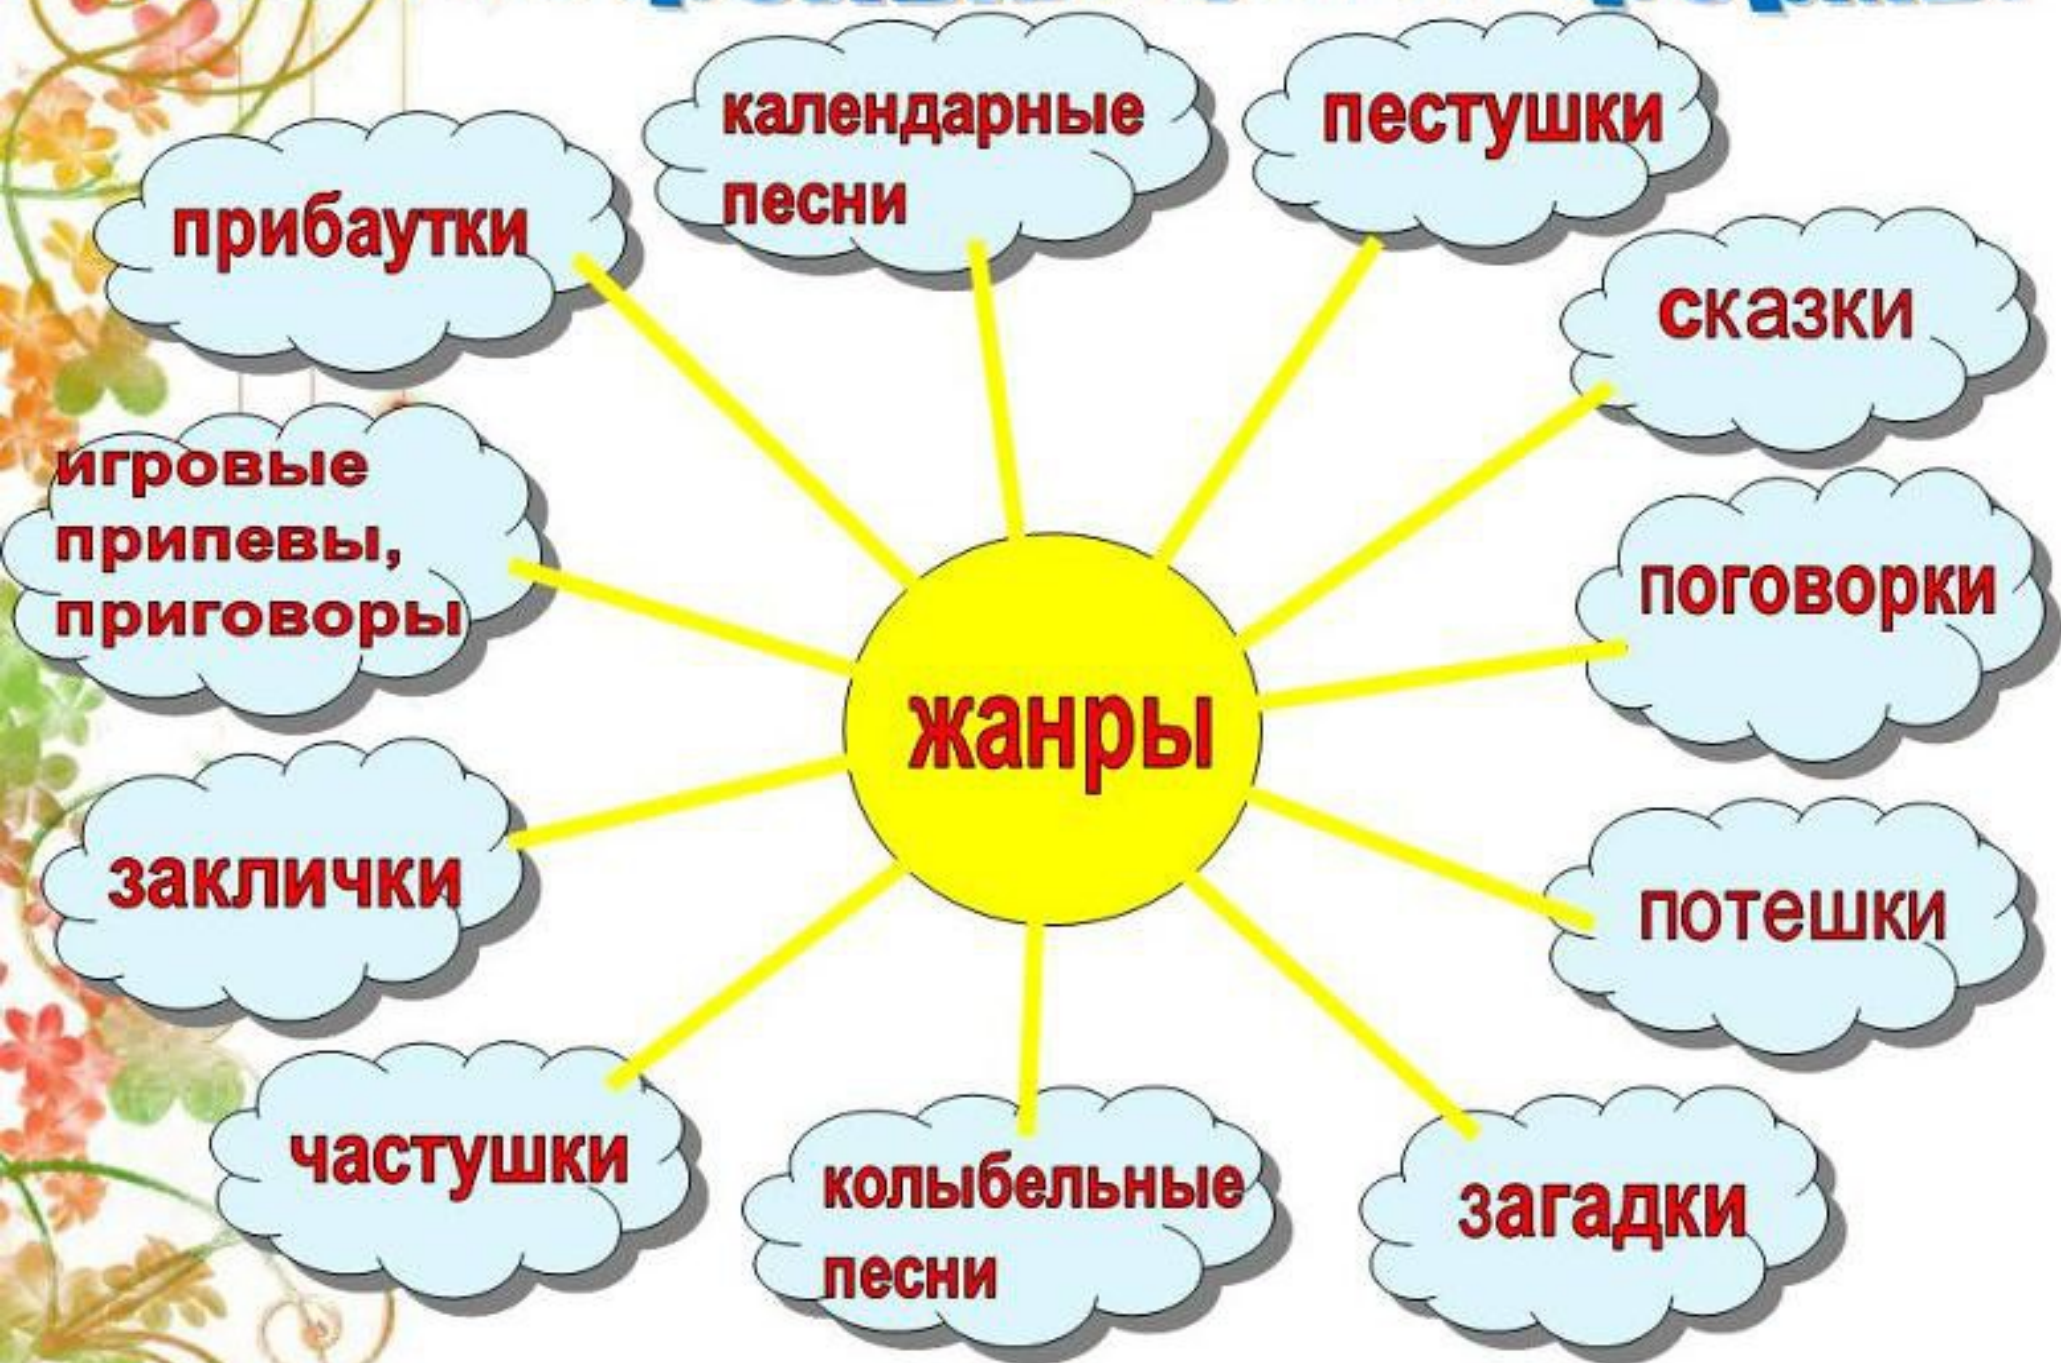 календарные
песни
пестушки
прибаутки
сказки
игровые
припевы,
приговоры
поговорки
жанры
заклички
потешки
частушки
колыбельные
песни
загадки